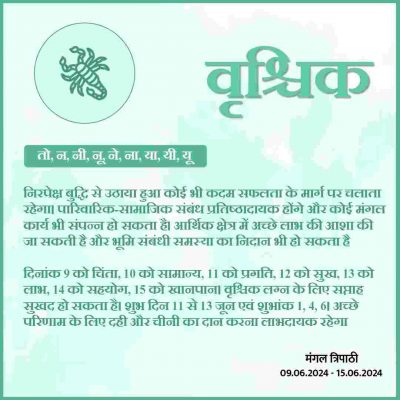 वृश्चिक
तो, न, नी, नू, ने, ना, या, यी, यू
निरपेक्ष बुद्धि से उठाया हुआ कोई भी कदम सफलता के मार्ग पर चलाता
रहेगा। पारिवारिक-सामाजिक संबंध प्रतिष्ठादायक होंगे और कोई मंगल
कार्य भी संपन्न हो सकता है। आर्थिक क्षेत्र में अच्छे लाभ की आशा की
जा सकती है और भूमि संबंधी समस्या का निदान भी हो सकता है
दिनांक 9 को चिंता, 10 को सामान्य, 11 को प्रगति, 12 को सुख, 13 को
लाभ, 14 को सहयोग, 15 को खानपान। वृश्चिक लग्न के लिए सप्ताह
सुखद हो सकता है। शुभ दिन 11 से 13 जून एवं शुभांक 1, 4, 6। अच्छे
परिणाम के लिए दही और चीनी का दान करना लाभदायक रहेगा
मंगल त्रिपाठी
09.06.2024 - 15.06.2024